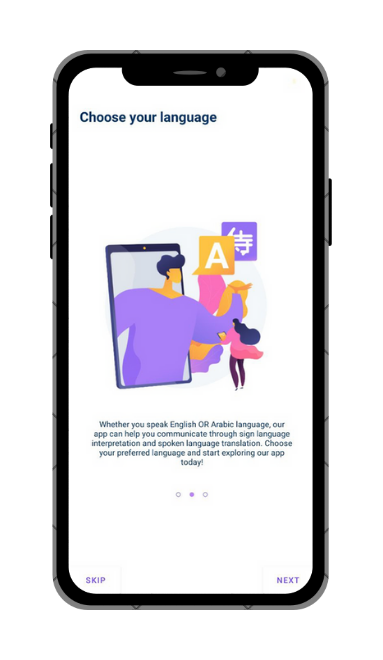 Choose your language
侍
A
Whether you speak English OR Arabic language, our
app can help you communicate through sign language
interpretation and spoken language translation. Choose
your preferred language and start exploring our app
today!
SKIP
NEXT